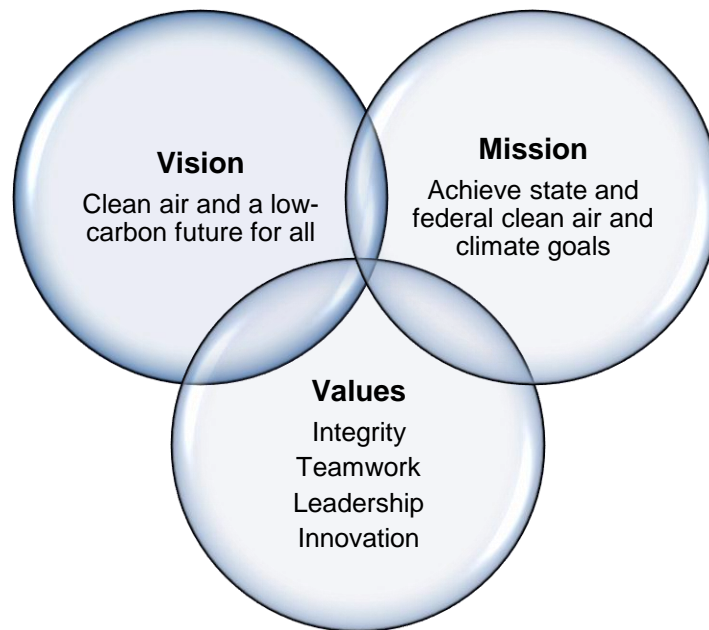 Vision
Clean air and a low-
carbon future for all
Mission
Achieve state and
federal clean air and
climate goals
Values
Integrity
Teamwork
Leadership
Innovation